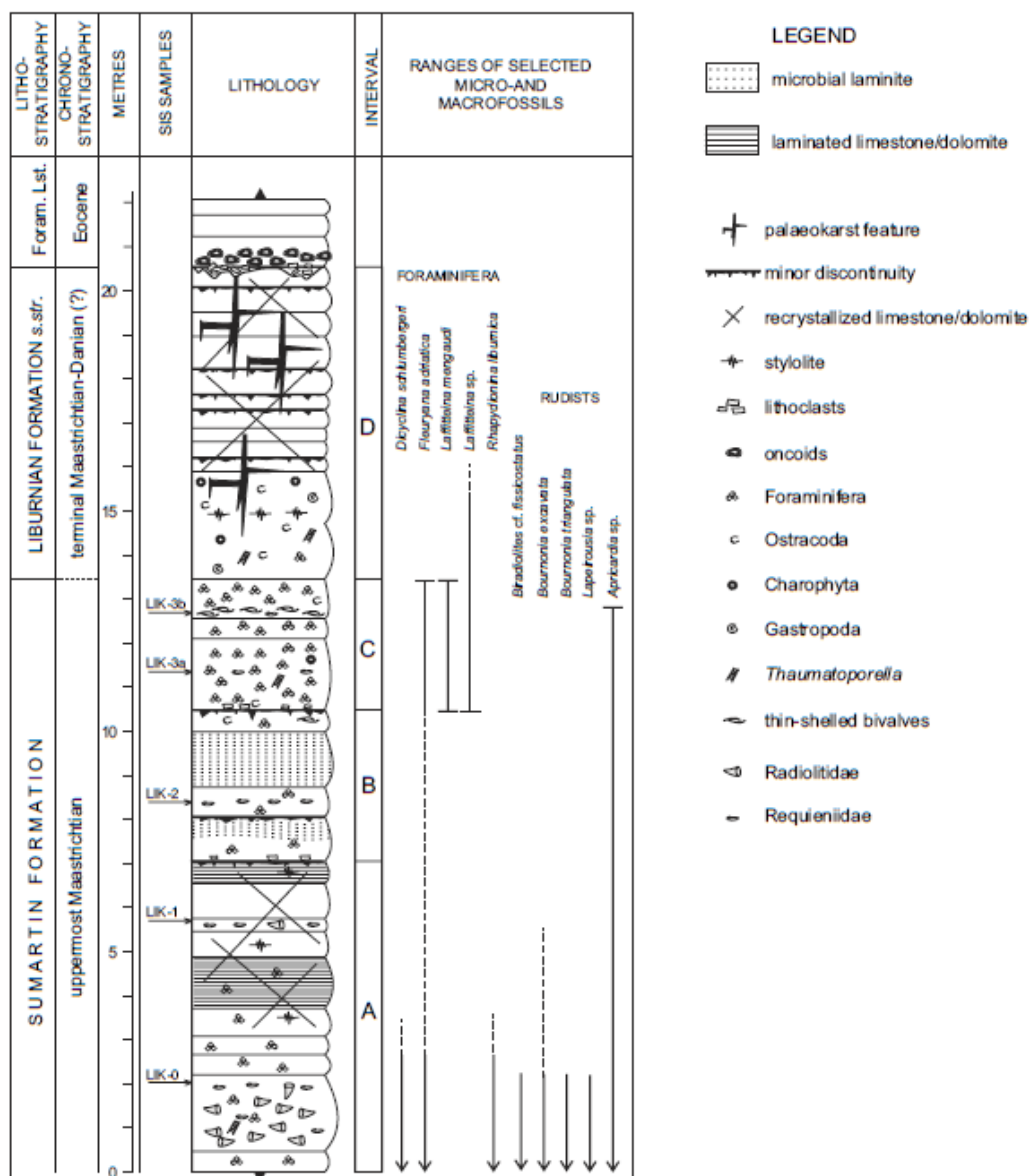 LITHO-
STRATIGRAPHY
CHRONO-
STRATIGRAPHY
METRES
SIS SAMPLES
LITHOLOGY
INTERVAL
RANGES OF SELECTED
MICRO-AND
MACROFOSSILS
Foram. Lst.
Eocene
LIBURNIAN FORMATION s.str.
terminal Maastrichtian-Danian (?)
SUMARTIN FORMATION
uppermost Maastrichtian
20
15
10
5
0
LIK-3b
LIK-3a
LIK-2
LIK-1
LIK-0
D
C
B
A
FORAMINIFERA
Dicyclina schlumbergeri
Fleuryana adriatica
Laffitteina mengaudi
Laffitteina sp.
Rhapydionina liburnica
RUDISTS
Biradiolites cf. fissicostatus
Bournonia excavata
Bournonia triangulata
Lapeirousia sp.
Apricardia sp.
LEGEND
microbial laminite
laminated limestone/dolomite
palaeokarst feature
minor discontinuity
recrystallized limestone/dolomite
stylolite
lithoclasts
oncoids
Foraminifera
Ostracoda
Charophyta
Gastropoda
Thaumatoporella
thin-shelled bivalves
Radiolitidae
Requieniidae